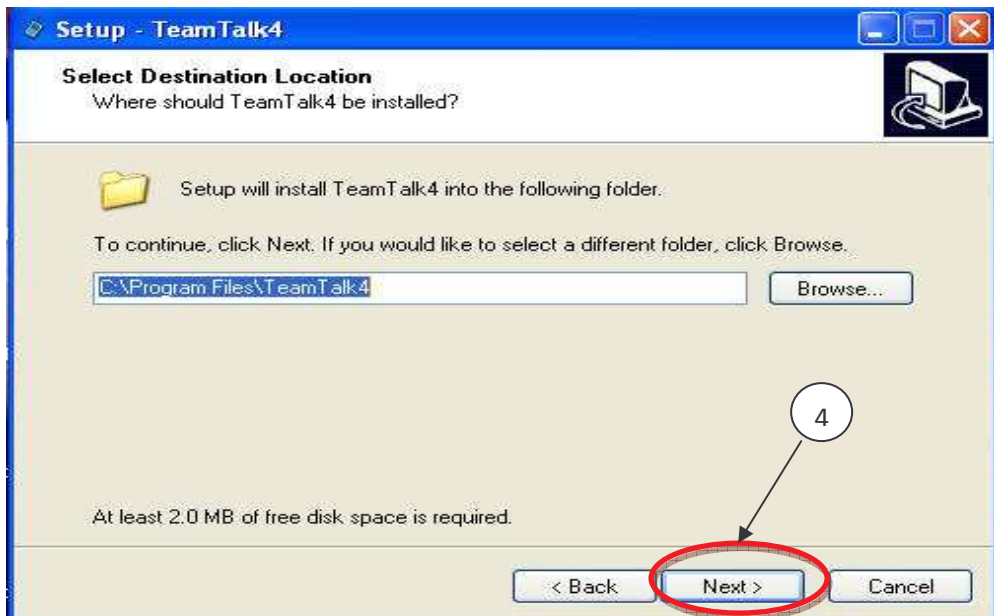 Setup - TeamTalk4
Select Destination Location
Where should TeamTalk4 be installed?
Setup will install TeamTalk4 into the following folder.
To continue, click Next. If you would like to select a different folder, click Browse.
C:\Program Files\TeamTalk4
Browse...
4
At least 2.0 MB of free disk space is required.
< Back
Next >
Cancel